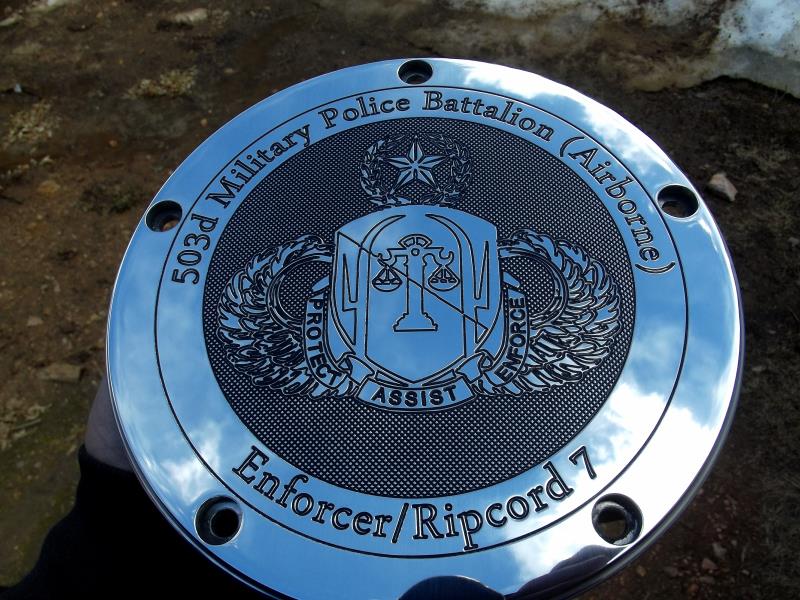 503d Military Police Battalion (Airborne)
PROTECT ASSIST ENFORCE
Enforcer/Ripcord 7